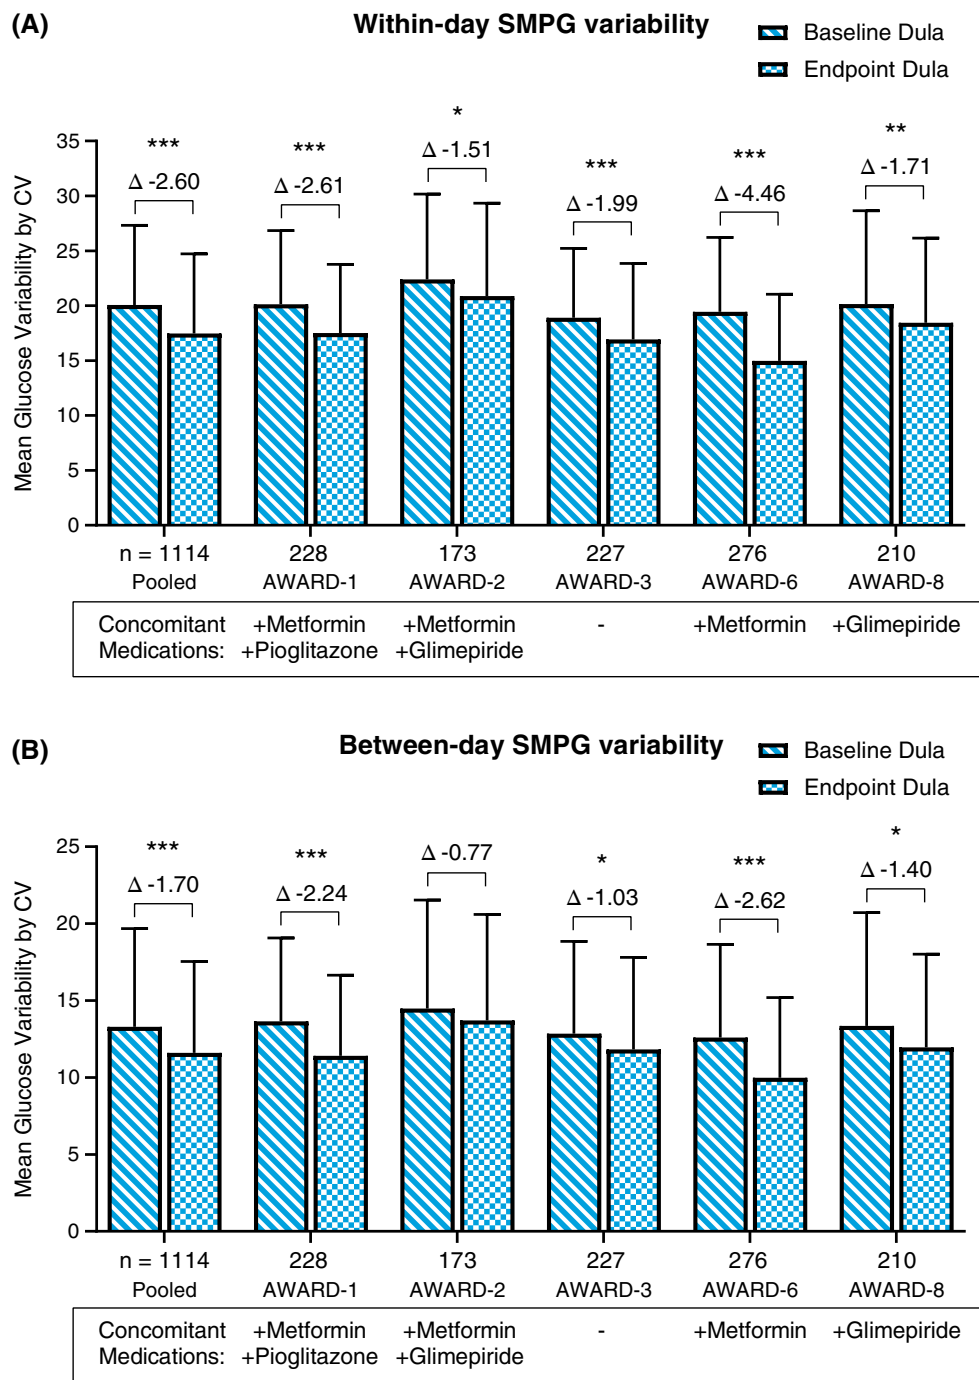 (A)
Within-day SMPG variability
Baseline Dula
Endpoint Dula
Mean Glucose Variability by CV
35
30
25
20
15
10
5
0
*** *** * *** *** **
Δ -2.60 Δ -2.61 Δ -1.51 Δ -1.99 Δ -4.46 Δ -1.71
n = 1114 228 173 227 276 210
Pooled AWARD-1 AWARD-2 AWARD-3 AWARD-6 AWARD-8
Concomitant +Metformin +Metformin - +Metformin +Glimepiride
Medications: +Pioglitazone +Glimepiride
(B)
Between-day SMPG variability
Baseline Dula
Endpoint Dula
Mean Glucose Variability by CV
25
20
15
10
5
0
*** *** * *** *
Δ -1.70 Δ -2.24 Δ -0.77 Δ -1.03 Δ -2.62 Δ -1.40
n = 1114 228 173 227 276 210
Pooled AWARD-1 AWARD-2 AWARD-3 AWARD-6 AWARD-8
Concomitant +Metformin +Metformin - +Metformin +Glimepiride
Medications: +Pioglitazone +Glimepiride